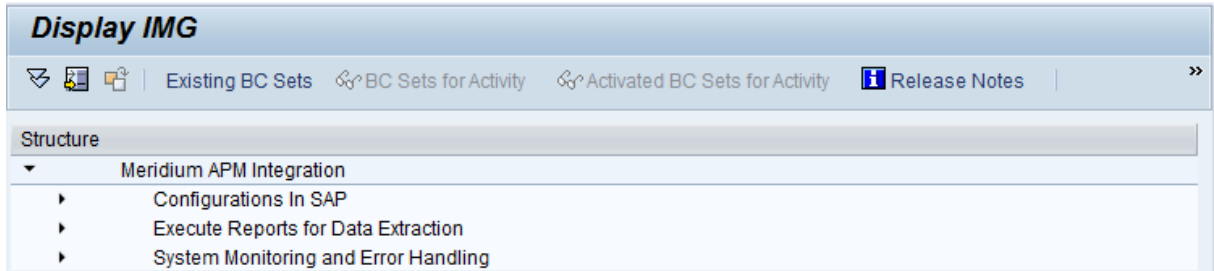 Display IMG
Existing BC Sets BC Sets for Activity Activated BC Sets for Activity Release Notes »
Structure
Meridium APM Integration
Configurations In SAP
Execute Reports for Data Extraction
System Monitoring and Error Handling